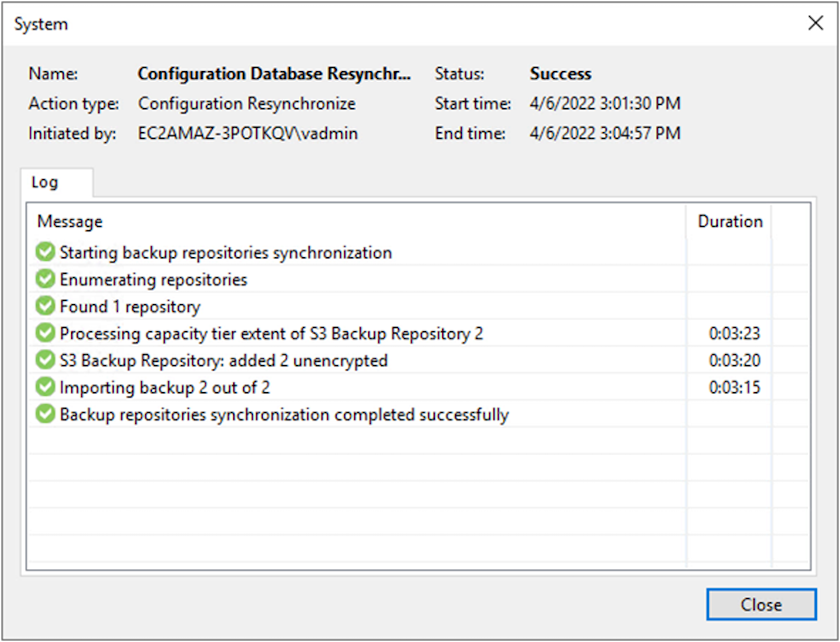 System
Name: Configuration Database Resynchr... Status: Success
Action type: Configuration Resynchronize Start time: 4/6/2022 3:01:30 PM
Initiated by: EC2AMAZ-3POTKQV\vadmin End time: 4/6/2022 3:04:57 PM
Log
Message Duration
Starting backup repositories synchronization
Enumerating repositories
Found 1 repository
Processing capacity tier extent of S3 Backup Repository 2 0:03:23
S3 Backup Repository: added 2 unencrypted 0:03:20
Importing backup 2 out of 2 0:03:15
Backup repositories synchronization completed successfully
Close